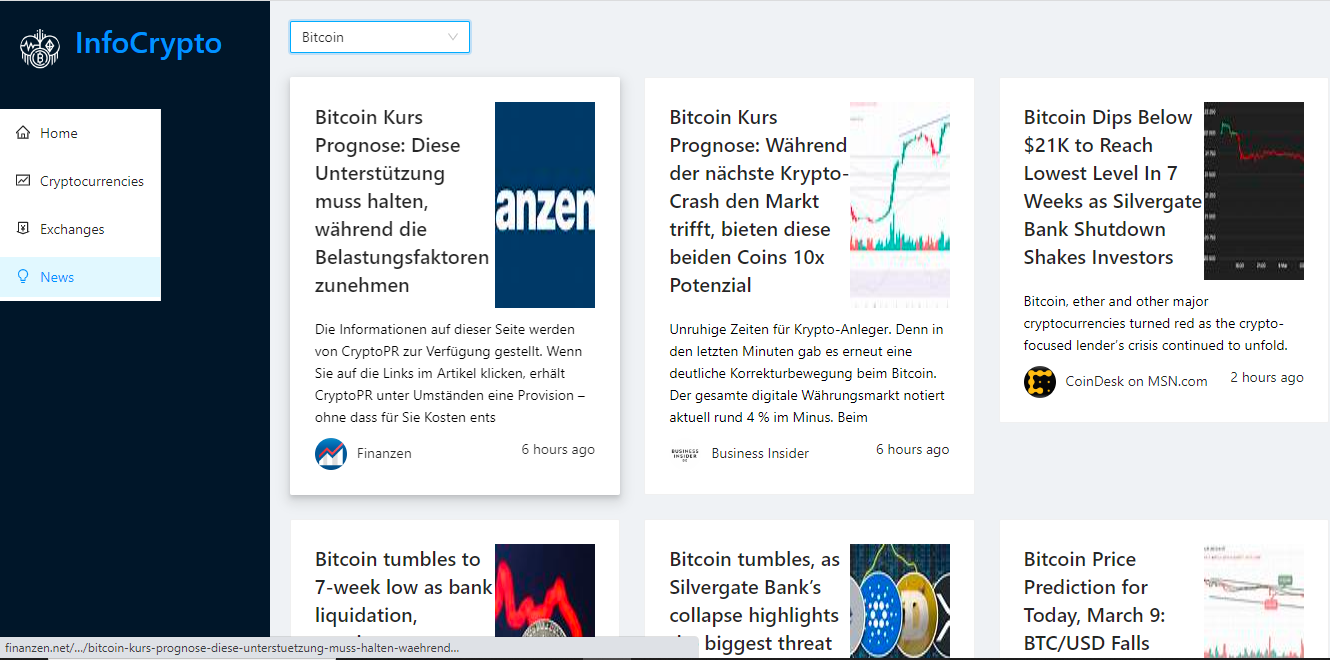 InfoCrypto
Home
Cryptocurrencies
Exchanges
News
Bitcoin
Bitcoin Kurs
Prognose: Diese
Unterstützung
muss halten,
während die
Belastungsfaktoren
zunehmen
anzen
Die Informationen auf dieser Seite werden
von CryptoPR zur Verfügung gestellt. Wenn
Sie auf die Links im Artikel klicken, erhält
CryptoPR unter Umständen eine Provision –
ohne dass für Sie Kosten ents
Finanzen
6 hours ago
Bitcoin Kurs
Prognose: Während
der nächste Krypto-
Crash den Markt
trifft, bieten diese
beiden Coins 10x
Potenzial
Unruhige Zeiten für Krypto-Anleger. Denn in
den letzten Minuten gab es erneut eine
deutliche Korrekturbewegung beim Bitcoin.
Der gesamte digitale Währungsmarkt notiert
aktuell rund 4 % im Minus. Beim
BUSINESS
INSIDER
Business Insider
6 hours ago
Bitcoin Dips Below
$21K to Reach
Lowest Level In 7
Weeks as Silvergate
Bank Shutdown
Shakes Investors
Bitcoin, ether and other major
cryptocurrencies turned red as the crypto-
focused lender’s crisis continued to unfold.
CoinDesk on MSN.com
2 hours ago
Bitcoin tumbles to
7-week low as bank
liquidation,
Bitcoin tumbles, as
Silvergate Bank’s
collapse highlights
biggest threat
Bitcoin Price
Prediction for
Today, March 9:
BTC/USD Falls
finanzen.net/.../bitcoin-kurs-prognose-diese-unterstuetzung-muss-halten-waehrend...